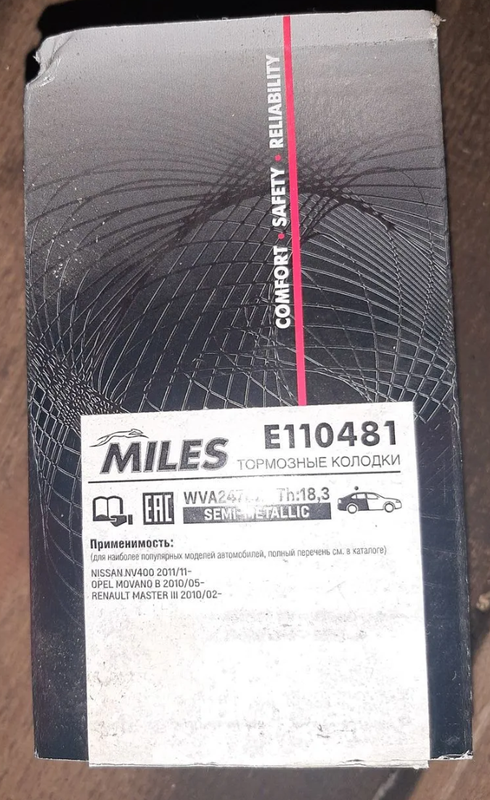 COMFORT • SAFETY • RELIABILITY
MILES
E110481
ТОРМОЗНЫЕ КОЛОДКИ
EAC
Th:18,3
SEMI-METALLIC
Применимость:
(для наиболее популярных моделей автомобилей, полный перечень см. в каталоге)
NISSAN NV400 2011/11-
OPEL MOVANO B 2010/05-
RENAULT MASTER III 2010/02-